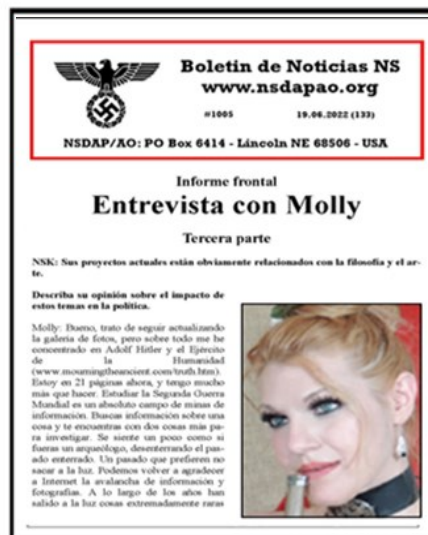 Boletin de Noticias NS
www.nsdapao.org
#1005 19.06.2022 (133)
NSDAP/AO: PO Box 6414 - Lincoln NE 68506 - USA
Informe frontal
Entrevista con Molly
Tercera parte
NSK: Sus proyectos actuales están obviamente relacionados con la filosofía y el ar-
te.
Describa su opinión sobre el impacto de
estos temas en la política.
Molly: Bueno, trato de seguir actualizando
la galería de fotos, pero sobre todo me he
concentrado en Adolf Hitler y el Ejército
de la Humanidad
(www.mourningtheancient.com/truth.htm).
Estoy en 21 páginas ahora, y tengo mucho
más que hacer. Estudiar la Segunda Guerra
Mundial es un absoluto campo de minas de
información. Buscas información sobre una
cosa y te encuentras con dos cosas más pa-
ra investigar. Se siente un poco como si
fueras un arqueólogo, desenterrando el pas-
ado enterrado. Un pasado que prefieren no
sacar a la luz. Podemos volver a agradecer
a Internet la avalancha de información y
fotografías. A lo largo de los años han
salido a la luz cosas extremadamente raras